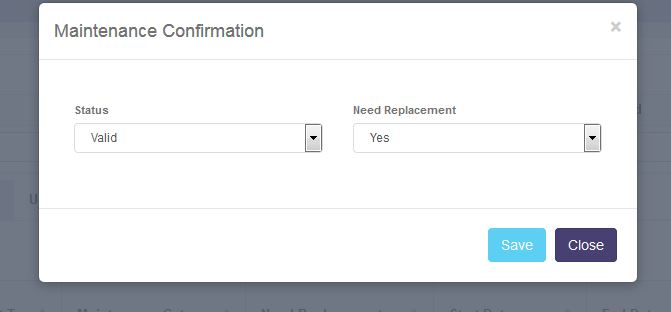 Maintenance Confirmation ×
Status Need Replacement
Valid Yes
Save Close